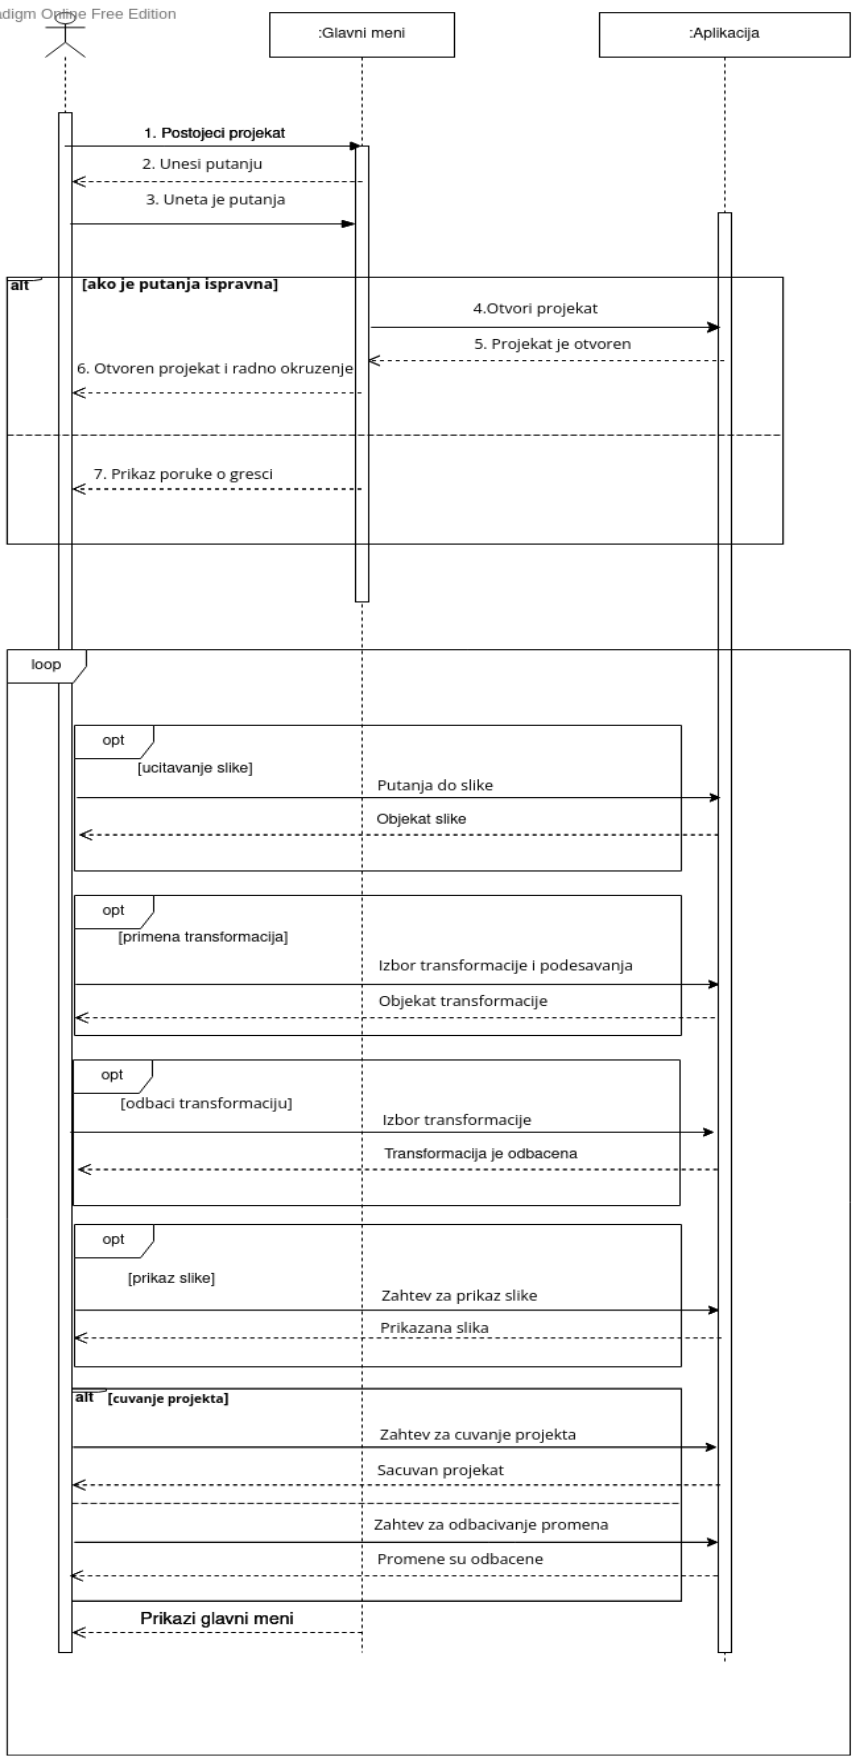 adigm Online Free Edition
:Glavni meni
:Aplikacija
1. Postojeci projekat
2. Unesi putanju
3. Uneta je putanja
alt
[ako je putanja ispravna]
4.Otvori projekat
5. Projekat je otvoren
6. Otvoren projekat i radno okruzenje
7. Prikaz poruke o gresci
loop
opt
[ucitavanje slike]
Putanja do slike
Objekat slike
opt
[primena transformacija]
Izbor transformacije i podesavanja
Objekat transformacije
opt
[odbaci transformaciju]
Izbor transformacije
Transformacija je odbacena
opt
[prikaz slike]
Zahtev za prikaz slike
Prikazana slika
alt
[cuvanje projekta]
Zahtev za cuvanje projekta
Sacuvan projekat
Zahtev za odbacivanje promena
Promene su odbacene
Prikazi glavni meni